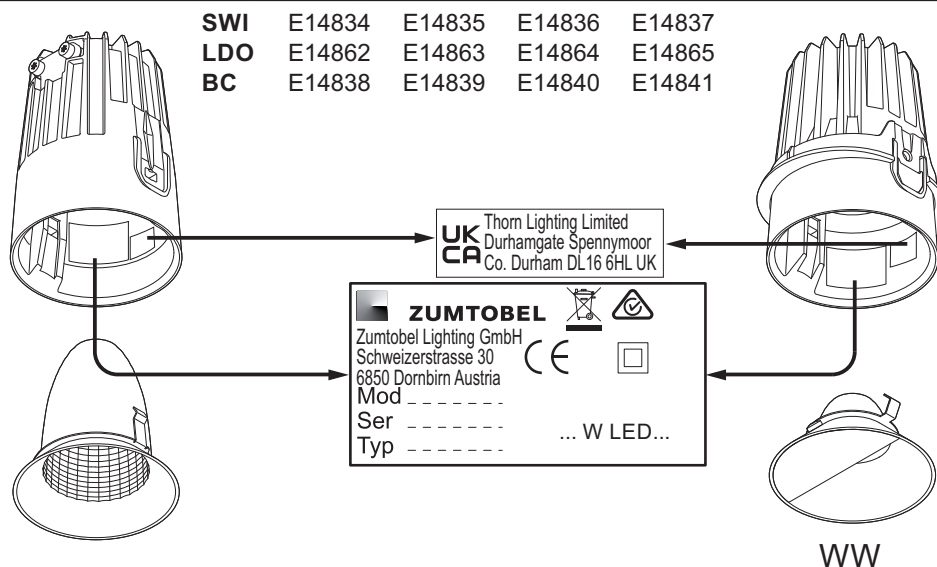 SWI E14834 E14835 E14836 E14837
LDO E14862 E14863 E14864 E14865
BC E14838 E14839 E14840 E14841
UK
CA
Thorn Lighting Limited
Durhamgate Spennymoor
Co. Durham DL16 6HL UK
ZUMTOBEL
Zumtobel Lighting GmbH
Schweizerstrasse 30
6850 Dornbirn Austria
CE
Mod _ _ _ _ _ _ _
Ser _ _ _ _ _ _ _
Typ _ _ _ _ _ _ _
... W LED...
WW